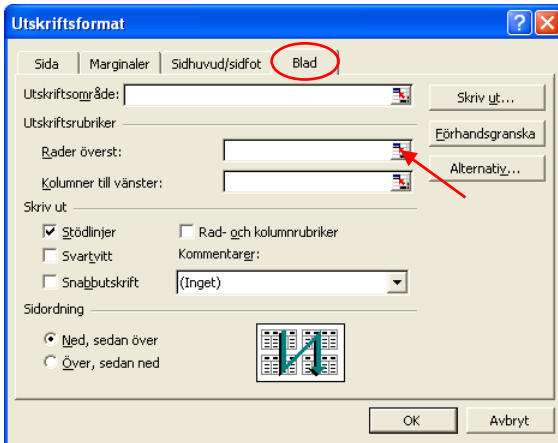 Utskriftsformat
Sida Marginaler Sidhuvud/sidfot Blad
Utskriftsområde: Skriv ut...
Utskriftsrubriker
Förhandsgranska
Rader överst:
Alternativ...
Kolumner till vänster:
Skriv ut
Stödlinjer Rad- och kolumnrubriker
Svartvitt Kommentarer:
Snabbutskrift (Inget)
Sidordning
Ned, sedan över
Över, sedan ned
OK Avbryt